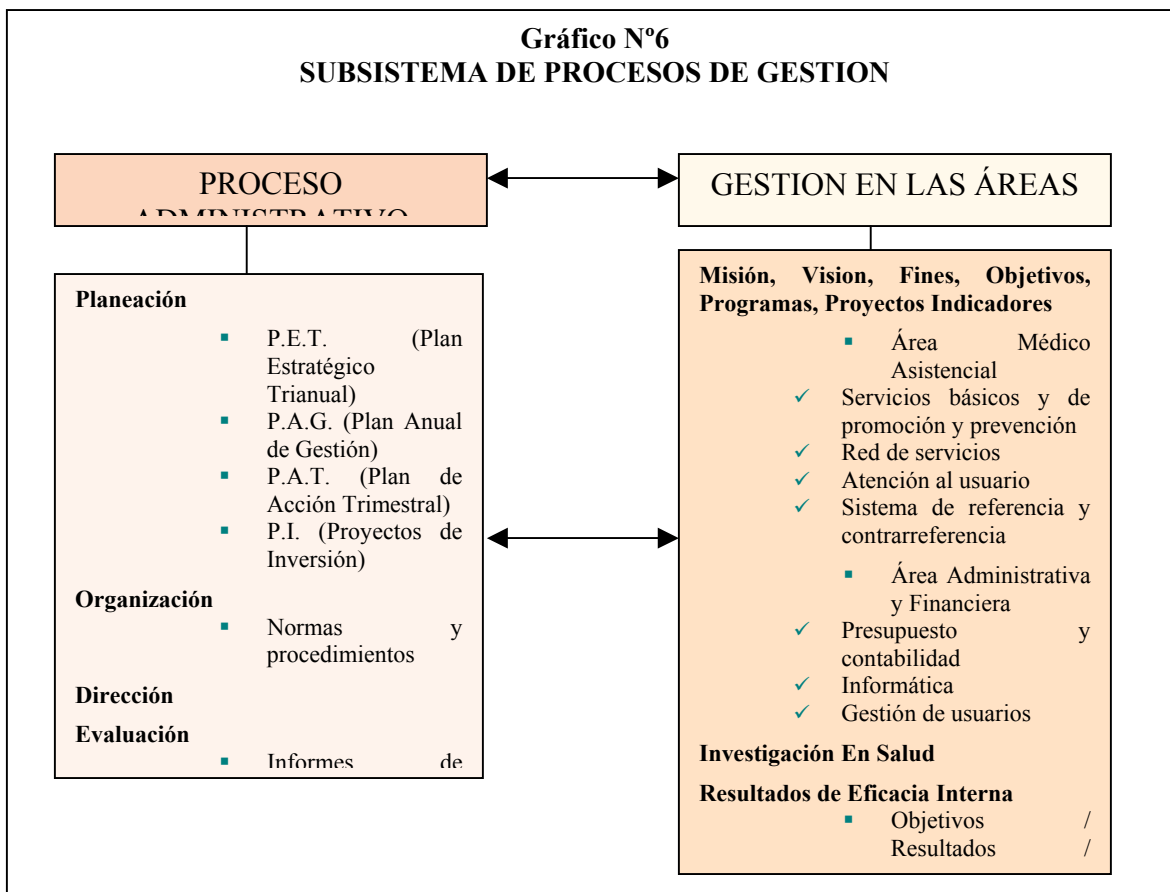 Gráfico Nº6
SUBSISTEMA DE PROCESOS DE GESTION
PROCESO
ADMINISTRATIVO
Planeación
▪ P.E.T. (Plan
Estratégico
Trianual)
▪ P.A.G. (Plan Anual
de Gestión)
▪ P.A.T. (Plan de
Acción Trimestral)
▪ P.I. (Proyectos de
Inversión)
Organización
▪ Normas y
procedimientos
Dirección
Evaluación
▪ Informes de
GESTION EN LAS ÁREAS
Misión, Vision, Fines, Objetivos,
Programas, Proyectos Indicadores
▪ Área Médico
Asistencial
✓ Servicios básicos y de
promoción y prevención
✓ Red de servicios
✓ Atención al usuario
✓ Sistema de referencia y
contrarreferencia
▪ Área Administrativa
y Financiera
✓ Presupuesto y
contabilidad
✓ Informática
✓ Gestión de usuarios
Investigación En Salud
Resultados de Eficacia Interna
▪ Objetivos /
Resultados /